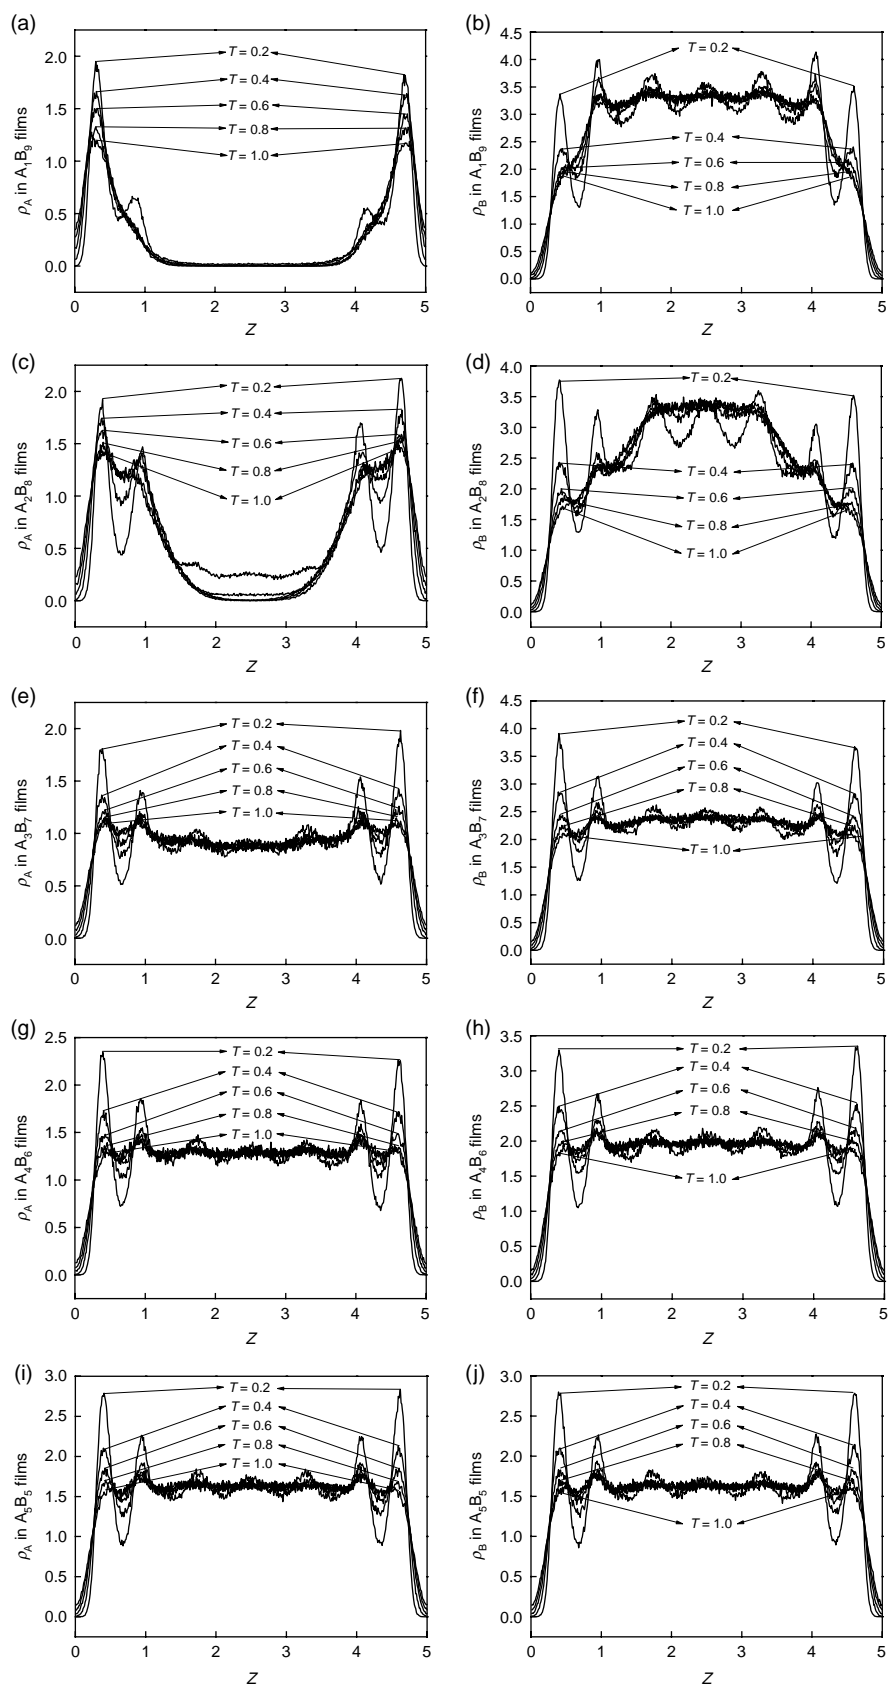 (a)
2.0
1.5
1.0
0.5
0.0
ρA in A1B9 films
T = 0.2
T = 0.4
T = 0.6
T = 0.8
T = 1.0
0 1 2 3 4 5
Z
(b)
4.5
4.0
3.5
3.0
2.5
2.0
1.5
1.0
0.5
0.0
ρB in A1B9 films
T = 0.2
T = 0.4
T = 0.6
T = 0.8
T = 1.0
0 1 2 3 4 5
Z
(c)
2.0
1.5
1.0
0.5
0.0
ρA in A2B8 films
T = 0.2
T = 0.4
T = 0.6
T = 0.8
T = 1.0
0 1 2 3 4 5
Z
(d)
4.0
3.5
3.0
2.5
2.0
1.5
1.0
0.5
0.0
ρB in A2B8 films
T = 0.2
T = 0.4
T = 0.6
T = 0.8
T = 1.0
0 1 2 3 4 5
Z
(e)
2.0
1.5
1.0
0.5
0.0
ρA in A3B7 films
T = 0.2
T = 0.4
T = 0.6
T = 0.8
T = 1.0
0 1 2 3 4 5
Z
(f)
4.5
4.0
3.5
3.0
2.5
2.0
1.5
1.0
0.5
0.0
ρB in A3B7 films
T = 0.2
T = 0.4
T = 0.6
T = 0.8
T = 1.0
0 1 2 3 4 5
Z
(g)
2.5
2.0
1.5
1.0
0.5
0.0
ρA in A4B6 films
T = 0.2
T = 0.4
T = 0.6
T = 0.8
T = 1.0
0 1 2 3 4 5
Z
(h)
3.5
3.0
2.5
2.0
1.5
1.0
0.5
0.0
ρB in A4B6 films
T = 0.2
T = 0.4
T = 0.6
T = 0.8
T = 1.0
0 1 2 3 4 5
Z
(i)
3.0
2.5
2.0
1.5
1.0
0.5
0.0
ρA in A5B5 films
T = 0.2
T = 0.4
T = 0.6
T = 0.8
T = 1.0
0 1 2 3 4 5
Z
(j)
3.0
2.5
2.0
1.5
1.0
0.5
0.0
ρB in A5B5 films
T = 0.2
T = 0.4
T = 0.6
T = 0.8
T = 1.0
0 1 2 3 4 5
Z